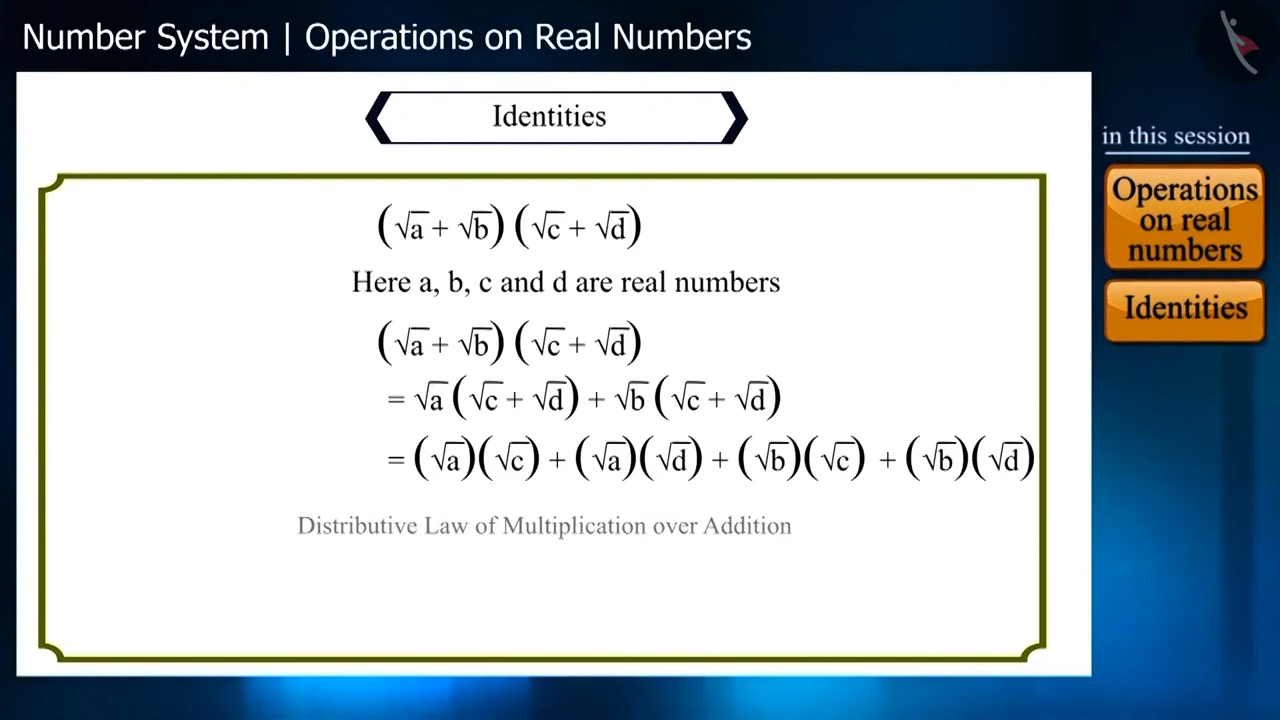 Number System | Operations on Real Numbers
Identities
in this session
Operations
on real
numbers
Identities
(√a + √b) (√c + √d)
Here a, b, c and d are real numbers
(√a + √b) (√c + √d)
= √a (√c + √d) + √b (√c + √d)
= (√a)(√c) + (√a)(√d) + (√b)(√c) + (√b)(√d)
Distributive Law of Multiplication over Addition